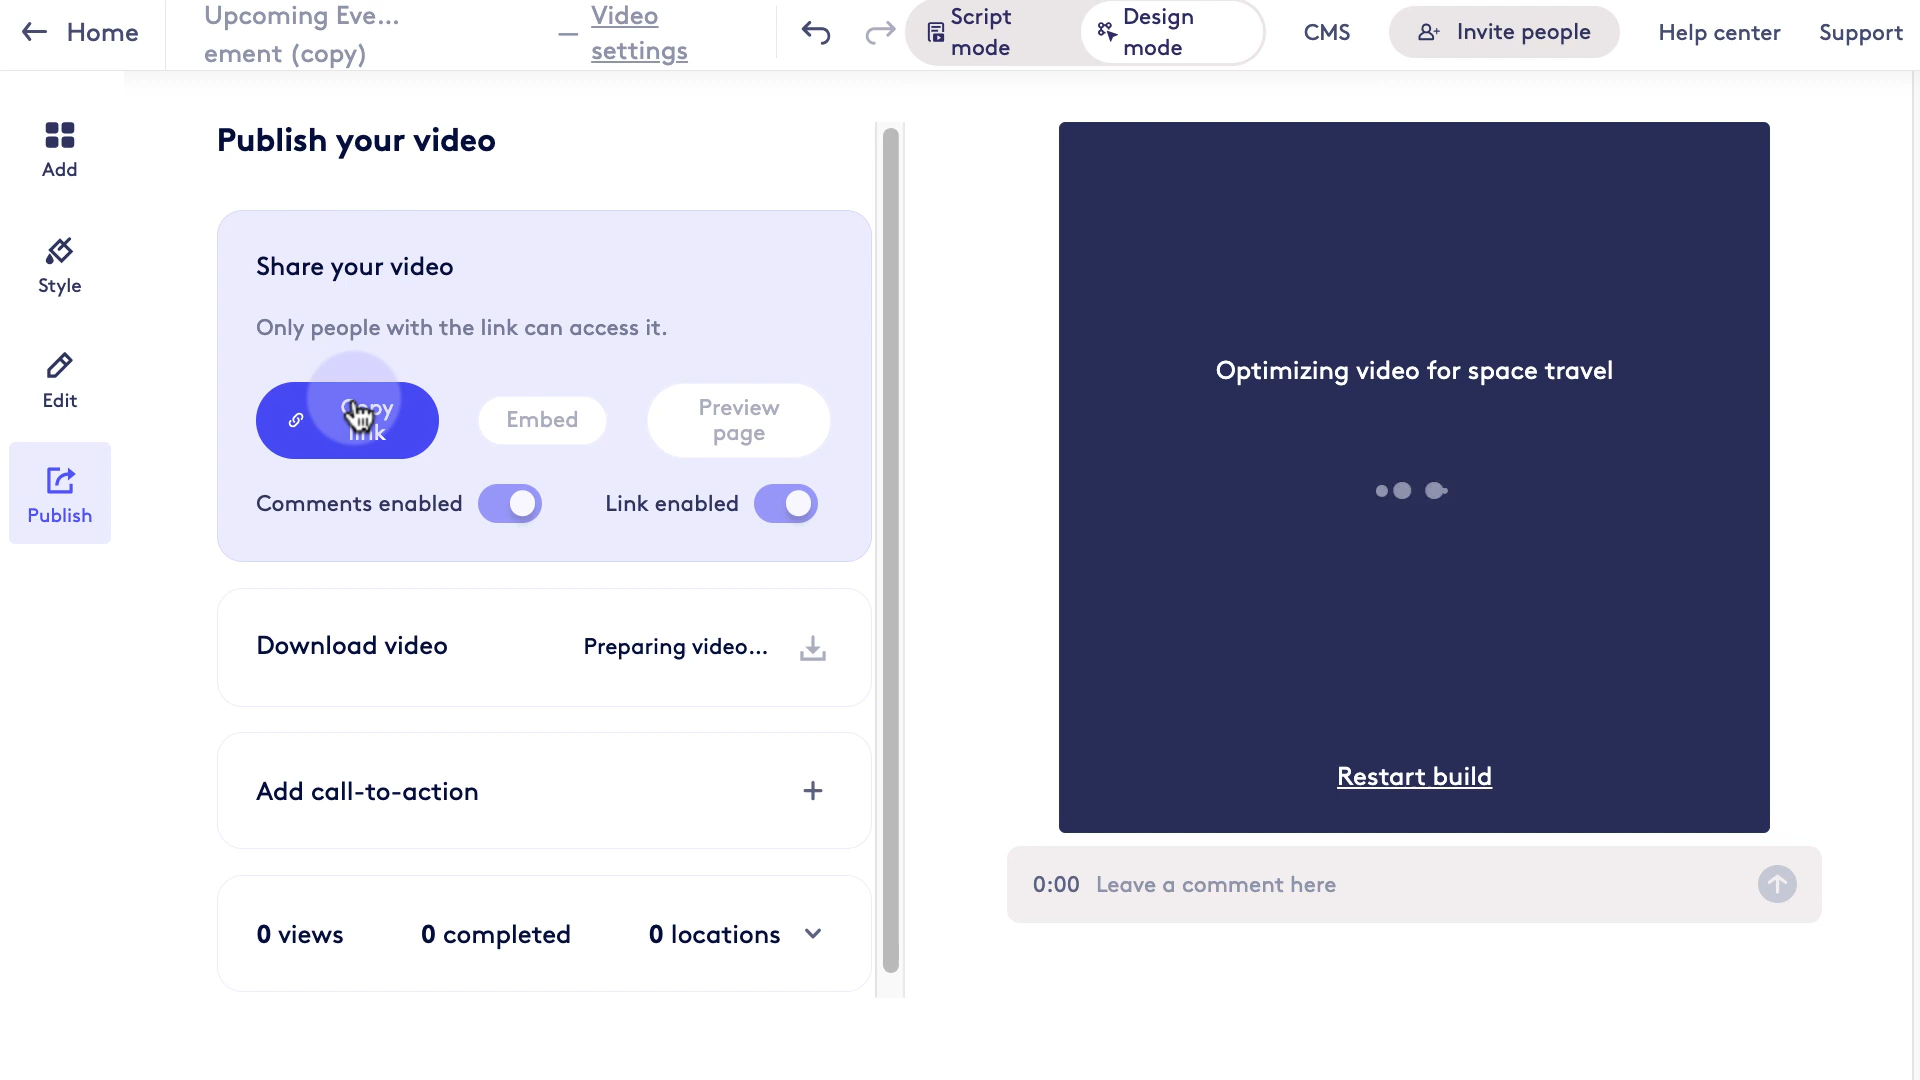 Home
Upcoming Eve...
ement (copy)
Video
settings
Script
mode
Design
mode
CMS
Invite people
Help center
Support
Add
Style
Edit
Publish
Publish your video
Share your video
Only people with the link can access it.
Copy
link
Embed
Preview
page
Comments enabled
Link enabled
Download video
Preparing video...
Add call-to-action
0 views
0 completed
0 locations
Optimizing video for space travel
Restart build
0:00 Leave a comment here